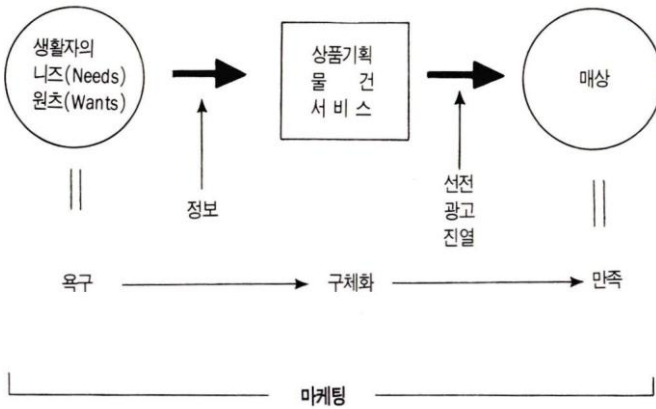 생활자의
니즈(Needs)
원츠(Wants)
상품기획
물 건
서 비 스
매상
정보
선전
광고
진열
욕구
구체화
만족
마케팅